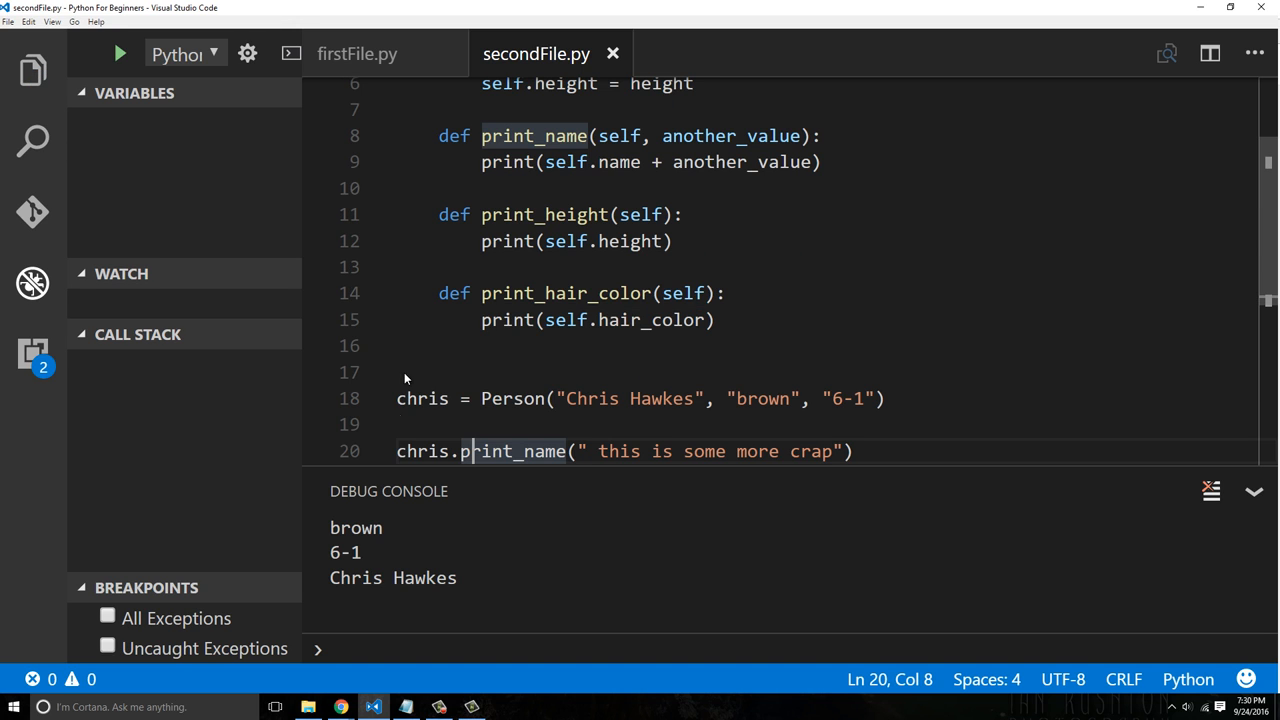 secondFile.py - Python For Beginners - Visual Studio Code
File Edit View Go Help
Python firstFile.py secondFile.py
VARIABLES
WATCH
CALL STACK
BREAKPOINTS
All Exceptions
Uncaught Exceptions
2
6 self.height = height
7
8 def print_name(self, another_value):
9 print(self.name + another_value)
10
11 def print_height(self):
12 print(self.height)
13
14 def print_hair_color(self):
15 print(self.hair_color)
16
17
18 chris = Person("Chris Hawkes", "brown", "6-1")
19
20 chris.print_name(" this is some more crap")
DEBUG CONSOLE
brown
6-1
Chris Hawkes
0 0 Ln 20, Col 8 Spaces: 4 UTF-8 CRLF Python
I'm Cortana. Ask me anything. 7:30 PM
9/24/2016